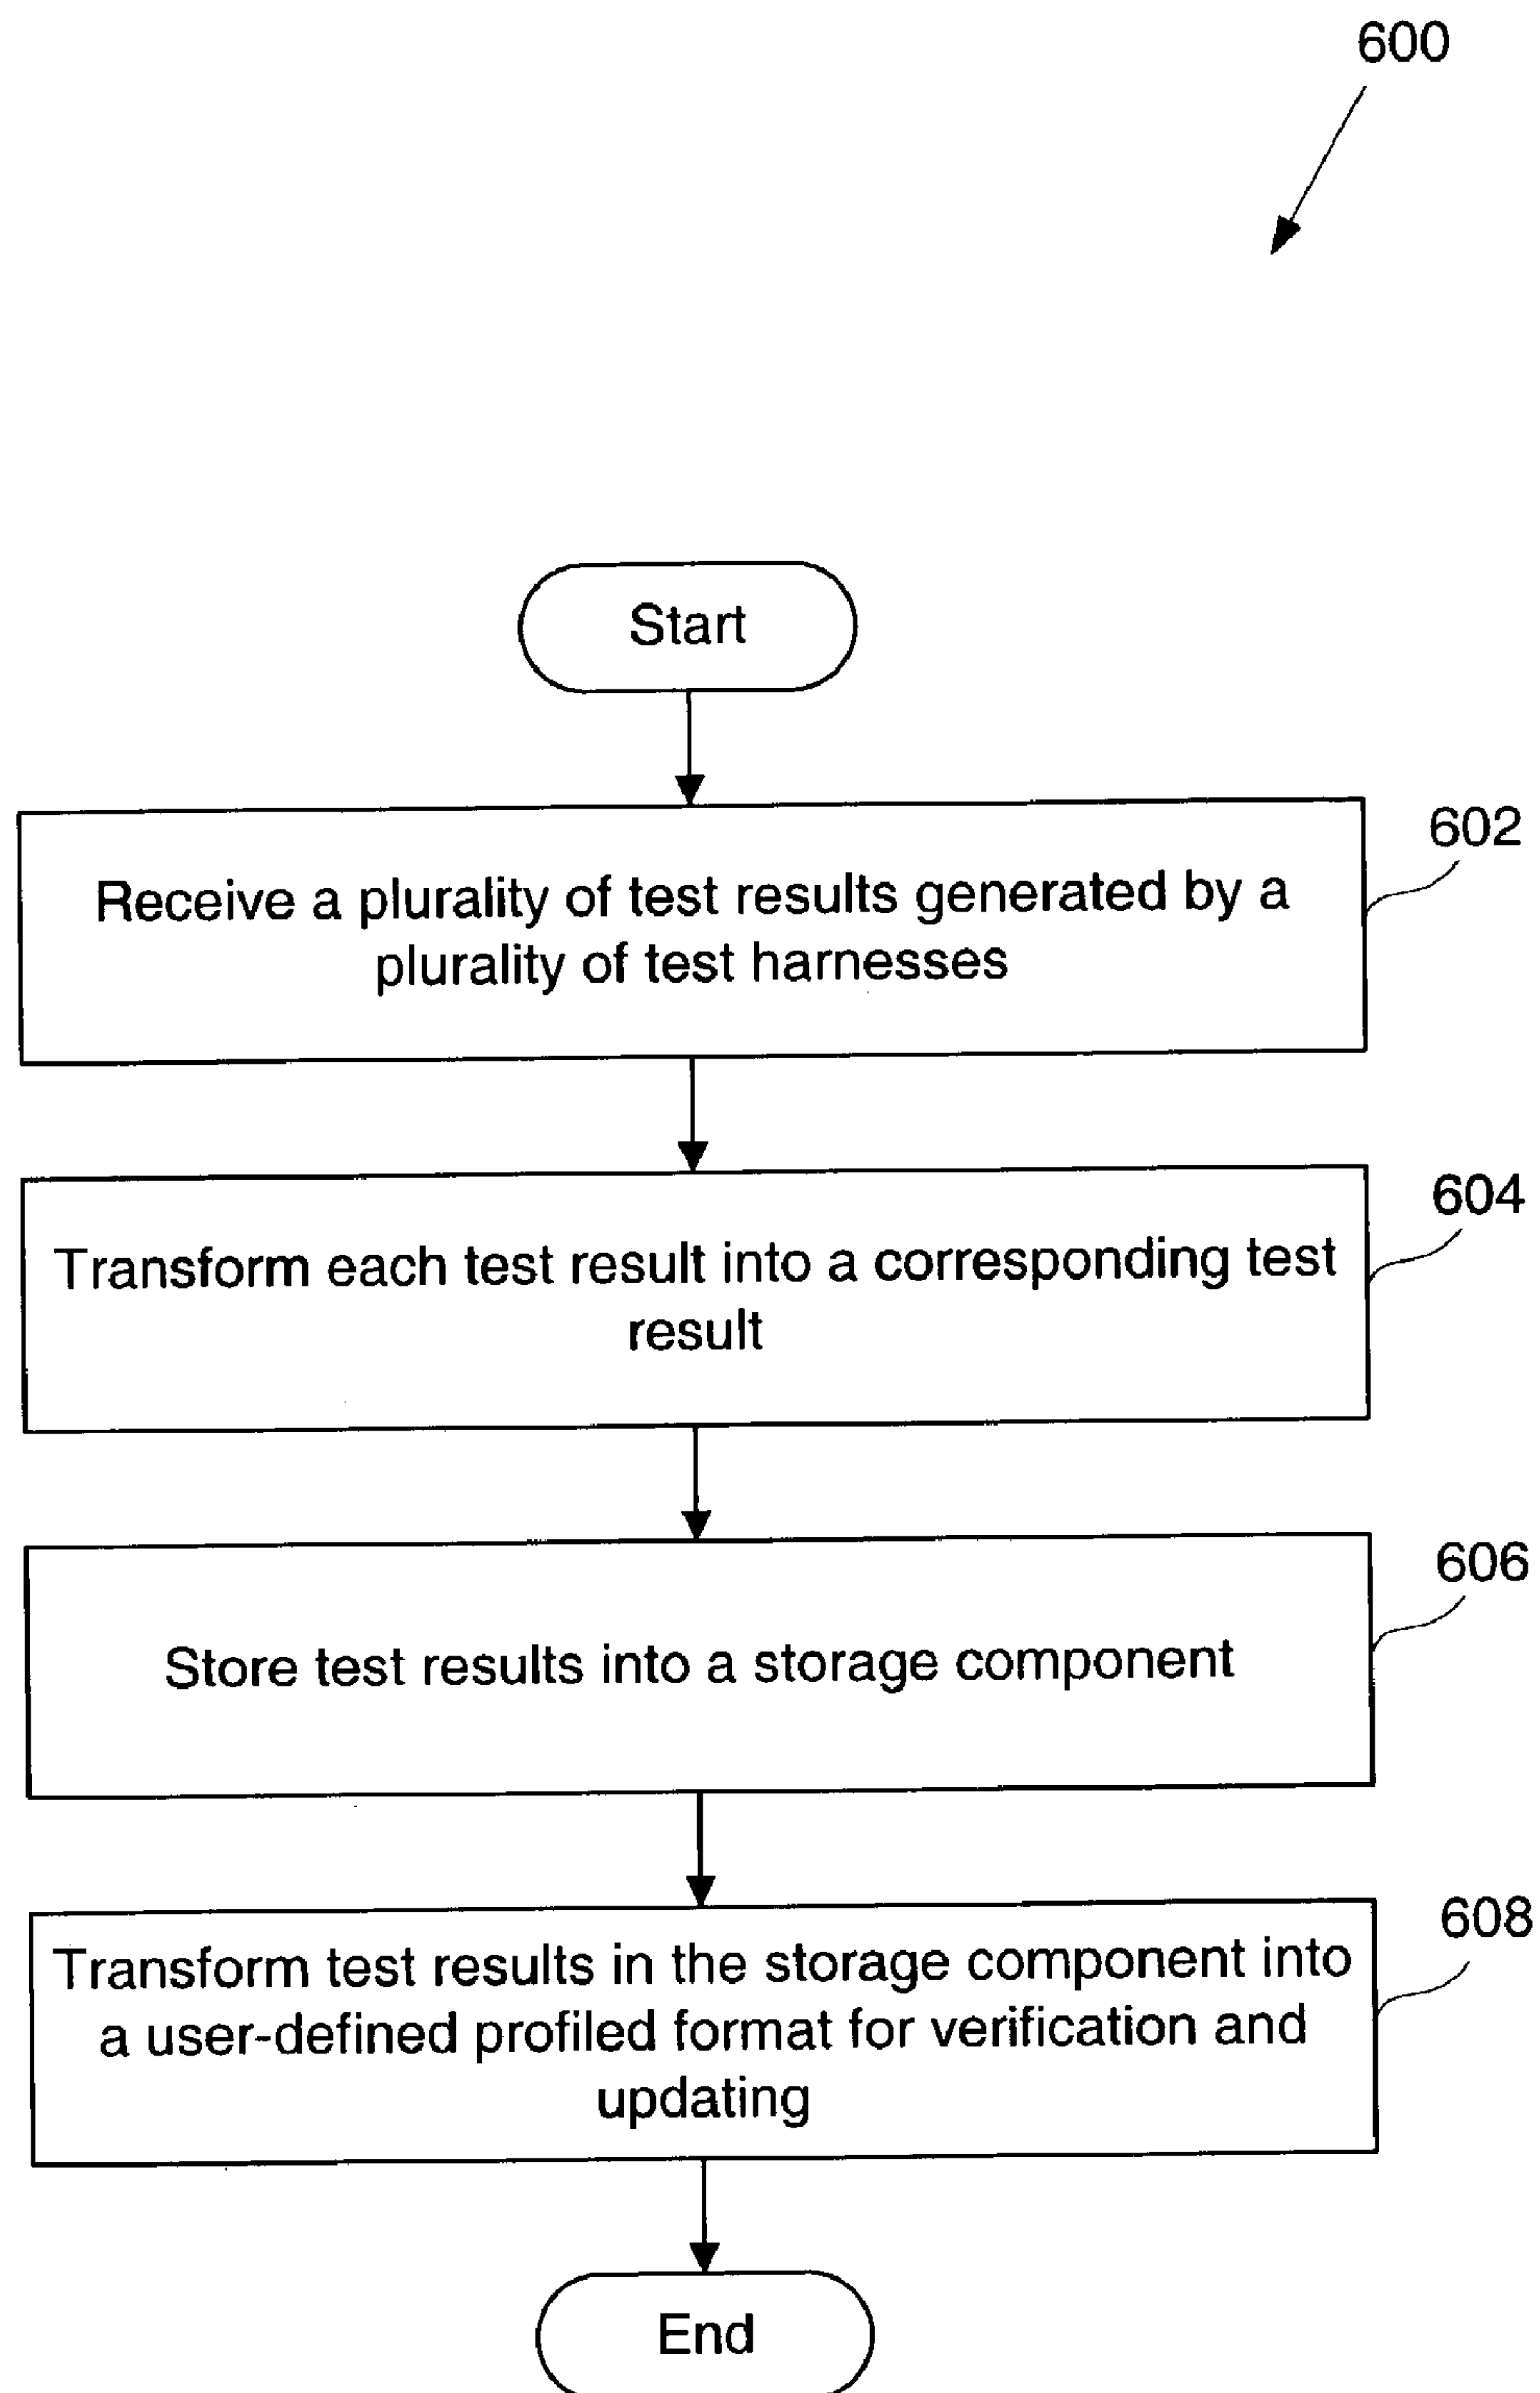 600
Start
602
Receive a plurality of test results generated by a
plurality of test harnesses
604
Transform each test result into a corresponding test
result
606
Store test results into a storage component
608
Transform test results in the storage component into
a user-defined profiled format for verification and
updating
End